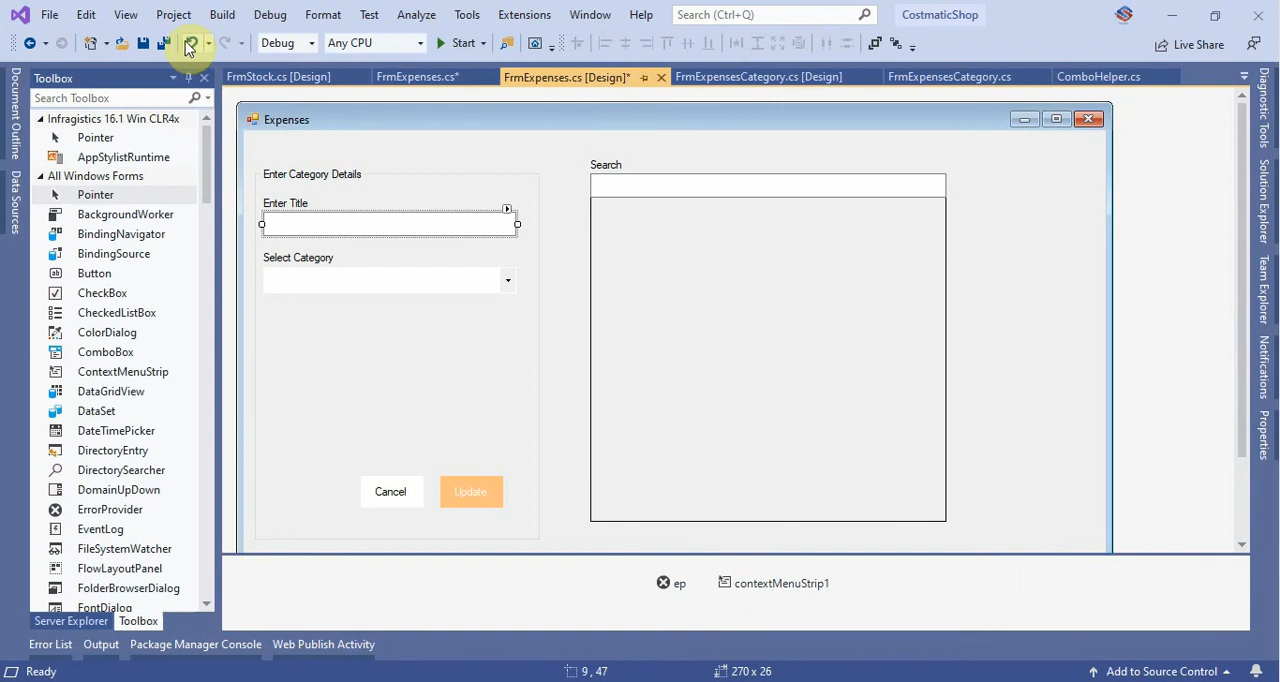 File Edit View Project Build Debug Format Test Analyze Tools Extensions Window Help Search (Ctrl+Q) CostmaticShop
Debug Any CPU Start Live Share
Document Outline
Data Sources
Toolbox
Search Toolbox
Infragistics 16.1 Win CLR4x
Pointer
AppStylistRuntime
All Windows Forms
Pointer
BackgroundWorker
BindingNavigator
BindingSource
Button
CheckBox
CheckedListBox
ColorDialog
ComboBox
ContextMenuStrip
DataGridView
DataSet
DateTimePicker
DirectoryEntry
DirectorySearcher
DomainUpDown
ErrorProvider
EventLog
FileSystemWatcher
FlowLayoutPanel
FolderBrowserDialog
FontDialog
Server Explorer Toolbox
FrmStock.cs [Design] FrmExpenses.cs* FrmExpenses.cs [Design]* FrmExpensesCategory.cs [Design] FrmExpensesCategory.cs ComboHelper.cs
Expenses
Enter Category Details
Enter Title
Select Category
Cancel Update
Search
ep contextMenuStrip1
Diagnostic Tools
Solution Explorer
Team Explorer
Notifications
Properties
Error List Output Package Manager Console Web Publish Activity
Ready 9 , 47 270 x 26 Add to Source Control